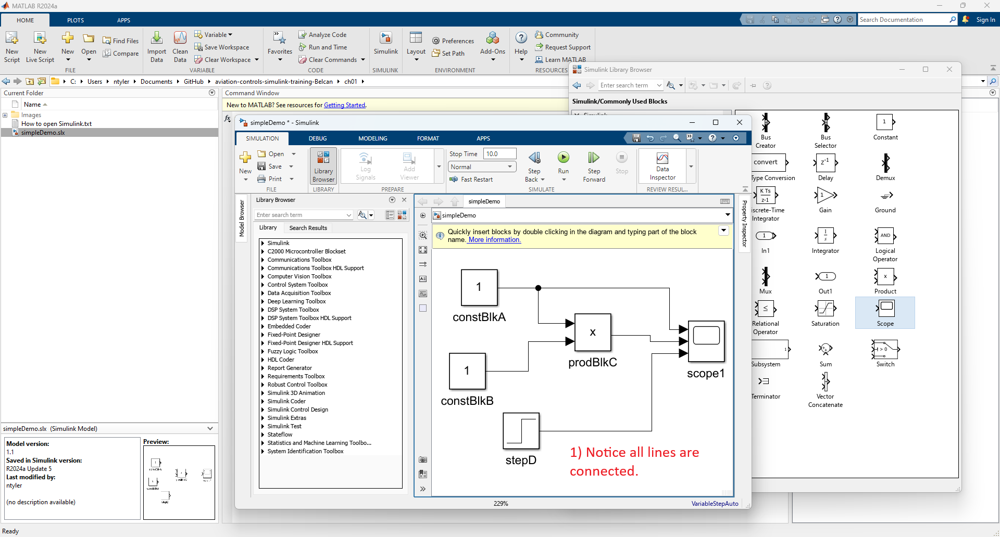 MATLAB R2024a
HOME
PLOTS
APPS
Search Documentation
Sign In
New Script
New Live Script
New
Open
Find Files
Compare
FILE
Import Data
Clean Data
Variable
Save Workspace
Clear Workspace
VARIABLE
Favorites
Analyze Code
Run and Time
Clear Commands
CODE
Simulink
SIMULINK
Layout
Preferences
Set Path
Add-Ons
ENVIRONMENT
Help
Community
Request Support
Learn MATLAB
RESOURCES
C: Users ntyler Documents GitHub aviation-controls-simulink-training-Belcan ch01
Current Folder
Name
Images
How to open Simulink.txt
simpleDemo.slx
Command Window
New to MATLAB? See resources for Getting Started.
fx
Simulink Library Browser
Enter search term
Simulink/Commonly Used Blocks
Simulink
Bus Creator
Bus Selector
1
Constant
convert
Type Conversion
z-1
Delay
Demux
K Ts
z-1
iscrete-Time Integrator
1
Gain
Ground
1
In1
1
s
Integrator
AND
Logical Operator
Mux
1
Out1
x
Product
≤
Relational Operator
Saturation
Scope
1
Subsystem
Sum
> 0
Switch
Terminator
Vector Concatenate
simpleDemo * - Simulink
SIMULATION
DEBUG
MODELING
FORMAT
APPS
New
Open
Save
Print
FILE
Library Browser
LIBRARY
Log Signals
Add Viewer
PREPARE
Stop Time 10.0
Normal
Fast Restart
Step Back
Run
Step Forward
Stop
SIMULATE
Data Inspector
REVIEW RESUL...
Model Browser
Library Browser
Enter search term
Library
Search Results
Simulink
C2000 Microcontroller Blockset
Communications Toolbox
Communications Toolbox HDL Support
Computer Vision Toolbox
Control System Toolbox
Data Acquisition Toolbox
Deep Learning Toolbox
DSP System Toolbox
DSP System Toolbox HDL Support
Embedded Coder
Fixed-Point Designer
Fixed-Point Designer HDL Support
Fuzzy Logic Toolbox
HDL Coder
Report Generator
Requirements Toolbox
Robust Control Toolbox
Simulink 3D Animation
Simulink Coder
Simulink Control Design
Simulink Extras
Simulink Test
Stateflow
Statistics and Machine Learning Toolbo...
System Identification Toolbox
simpleDemo
simpleDemo
Property Inspector
Quickly insert blocks by double clicking in the diagram and typing part of the block
name. More information.
1
constBlkA
1
constBlkB
x
prodBlkC
scope1
stepD
1) Notice all lines are
connected.
229%
VariableStepAuto
simpleDemo.slx (Simulink Model)
Model version:
1.1
Saved in Simulink version:
R2024a Update 5
Last modified by:
ntyler
(no description available)
Preview:
Ready